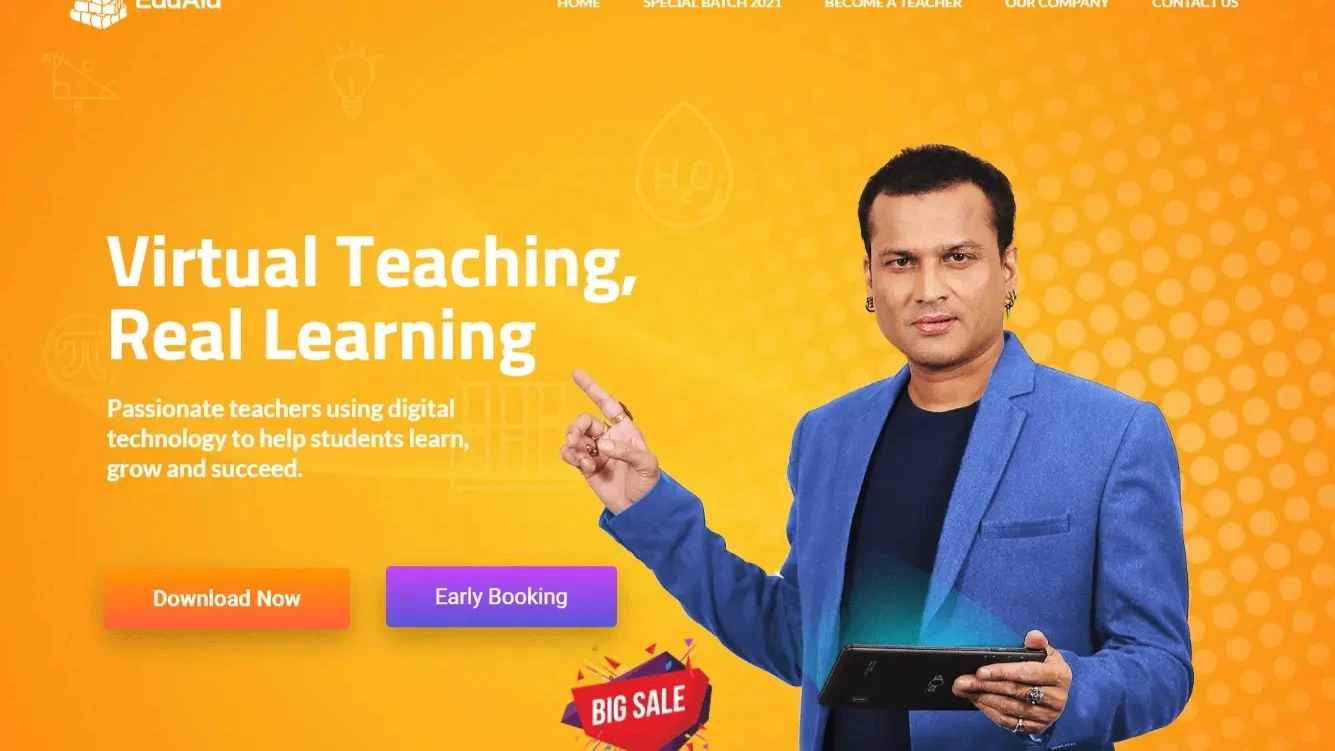 EduAid
HOME SPECIAL BATCH 2021 BECOME A TEACHER OUR COMPANY CONTACT US
A
C
B
H₂O
Virtual Teaching,
Real Learning
π
Passionate teachers using digital
technology to help students learn,
grow and succeed.
Download Now Early Booking
BIG SALE